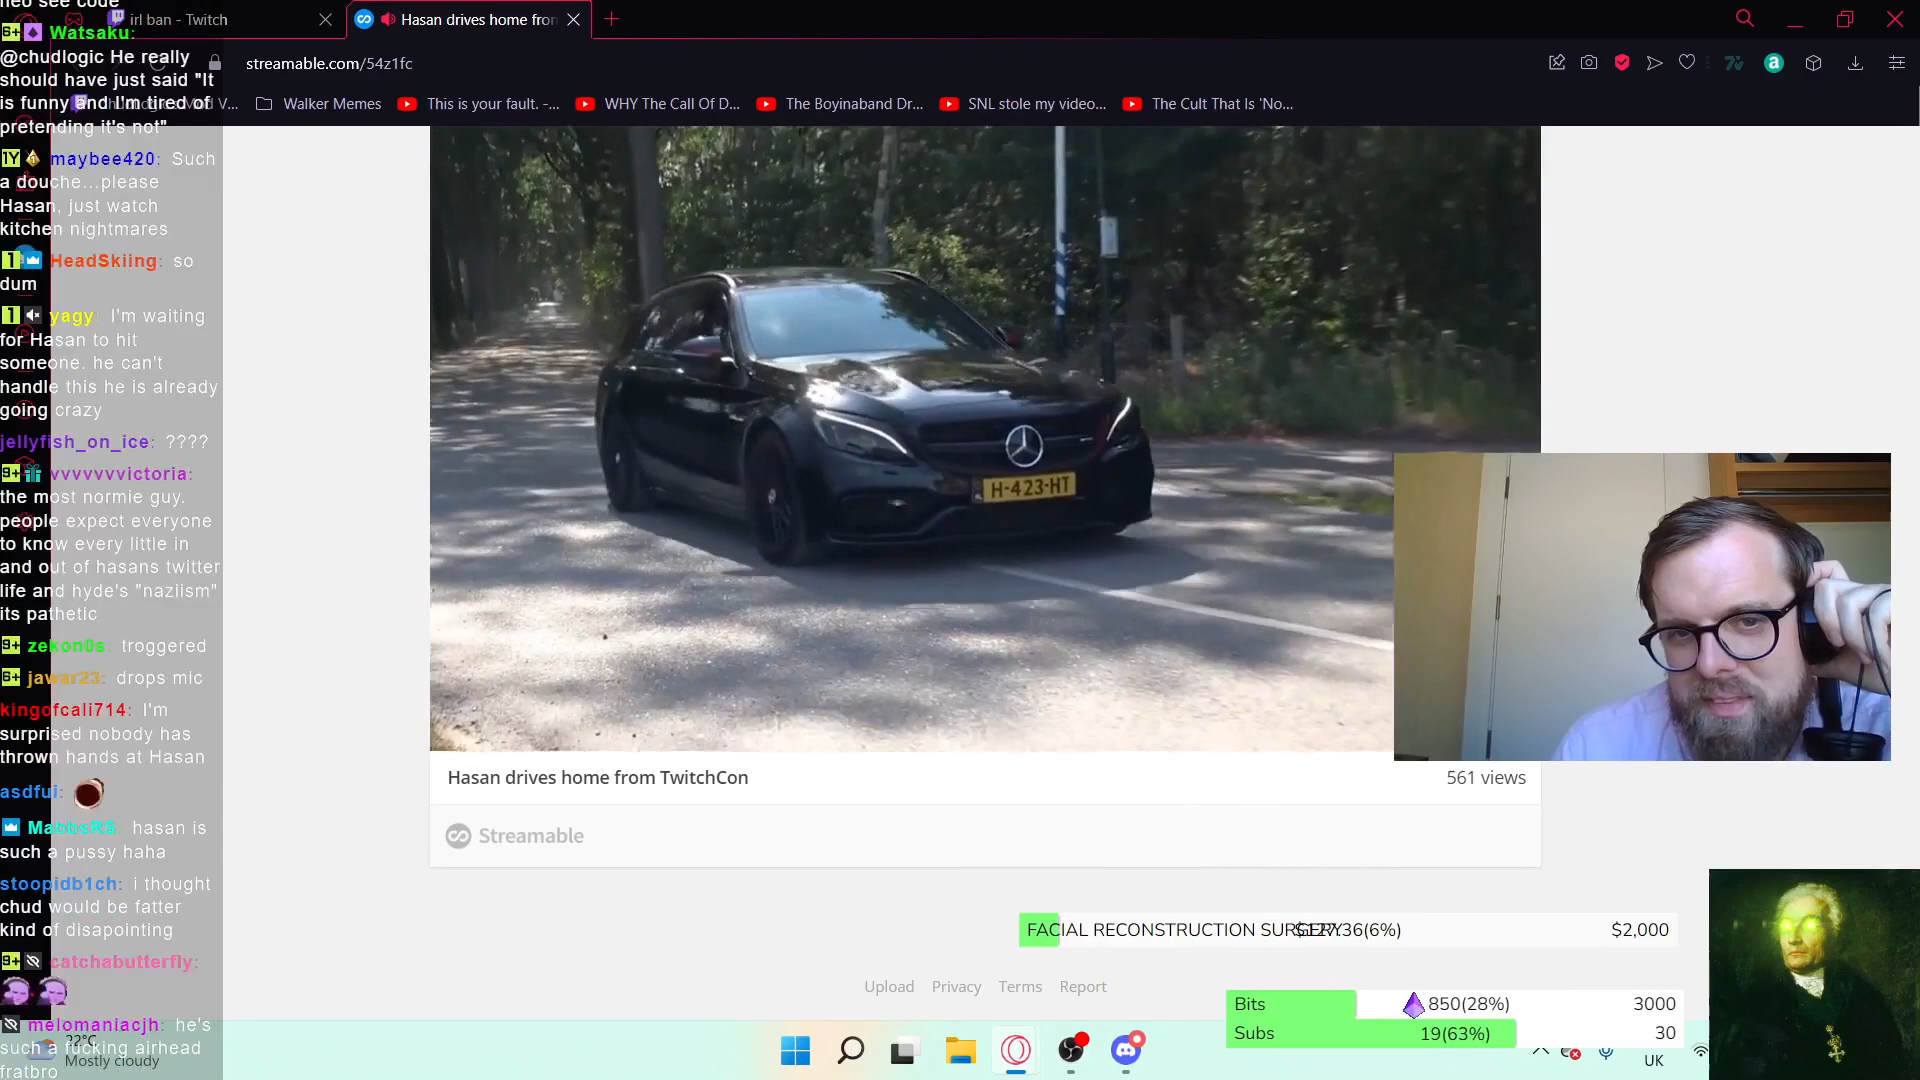 irl ban - Twitch
Hasan drives home fron
streamable.com/54z1fc
Walker Memes
This is your fault. -...
WHY The Call Of D...
The Boyinaband Dr...
SNL stole my video...
The Cult That Is 'No...
neo see code
Watsaku:
@chudlogic He really
should have just said "It
is funny and I'm tired of
pretending it's not"
maybee420: Such
a douche...please
Hasan, just watch
kitchen nightmares
HeadSkiing: so
dum
yagy: I'm waiting
for Hasan to hit
someone. he can't
handle this he is already
going crazy
jellyfish_on_ice: ????
vvvvvvvictoria:
the most normie guy.
people expect everyone
to know every little in
and out of hasans twitter
life and hyde's "naziism"
its pathetic
zekon0s: troggered
jawar23: drops mic
kingofcali714: I'm
surprised nobody has
thrown hands at Hasan
asdfui:
MabbsRS: hasan is
such a pussy haha
stoopidb1ch: i thought
chud would be fatter
kind of disapointing
catchabutterfly:
melomaniacjh: he's
such a fucking airhead
fratbro
22°C
Mostly cloudy
H-423-HT
Hasan drives home from TwitchCon
561 views
Streamable
FACIAL RECONSTRUCTION SURGERY
$2,000
Upload Privacy Terms Report
Bits 850(28%) 3000
Subs 19(63%) 30
UK